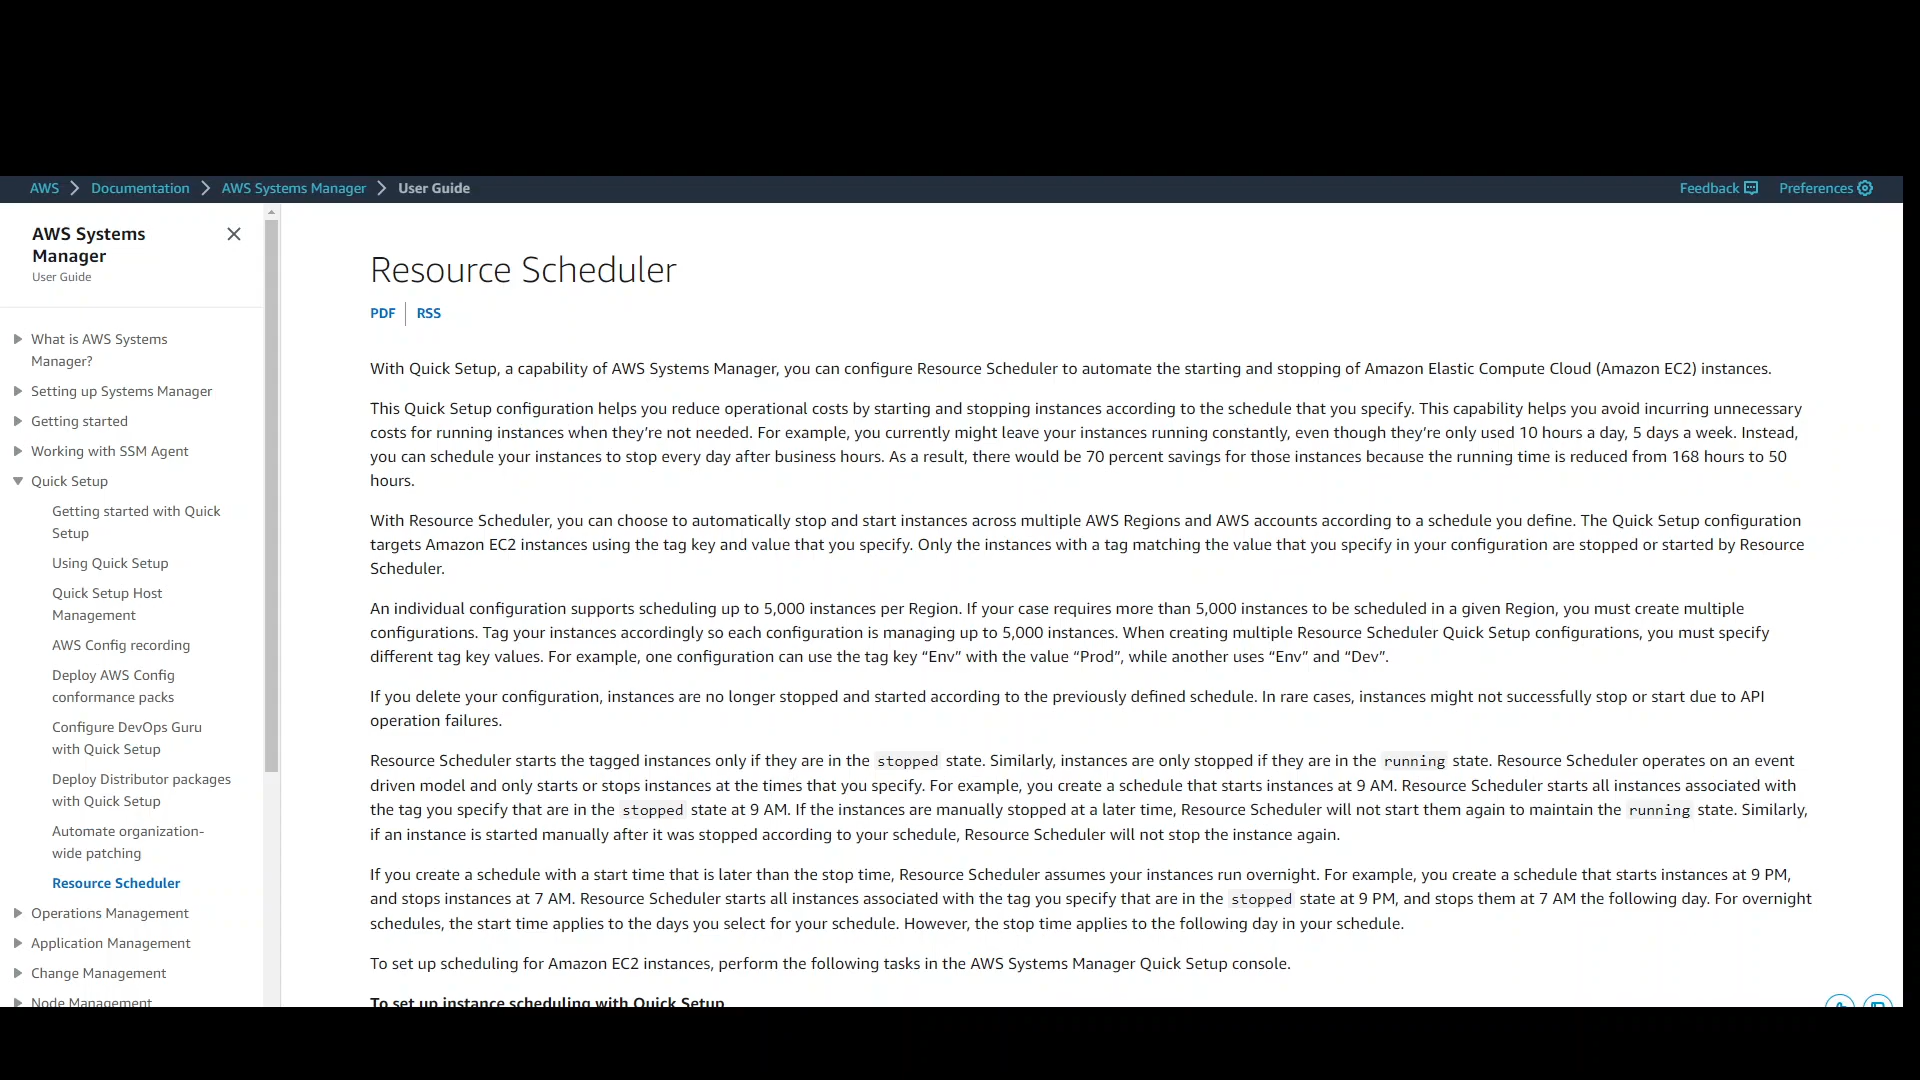 AWS > Documentation > AWS Systems Manager > User Guide
Feedback
Preferences
AWS Systems
Manager
User Guide
What is AWS Systems
Manager?
Setting up Systems Manager
Getting started
Working with SSM Agent
Quick Setup
Getting started with Quick
Setup
Using Quick Setup
Quick Setup Host
Management
AWS Config recording
Deploy AWS Config
conformance packs
Configure DevOps Guru
with Quick Setup
Deploy Distributor packages
with Quick Setup
Automate organization-
wide patching
Resource Scheduler
Operations Management
Application Management
Change Management
Node Management
Resource Scheduler
PDF | RSS
With Quick Setup, a capability of AWS Systems Manager, you can configure Resource Scheduler to automate the starting and stopping of Amazon Elastic Compute Cloud (Amazon EC2) instances.
This Quick Setup configuration helps you reduce operational costs by starting and stopping instances according to the schedule that you specify. This capability helps you avoid incurring unnecessary
costs for running instances when they’re not needed. For example, you currently might leave your instances running constantly, even though they’re only used 10 hours a day, 5 days a week. Instead,
you can schedule your instances to stop every day after business hours. As a result, there would be 70 percent savings for those instances because the running time is reduced from 168 hours to 50
hours.
With Resource Scheduler, you can choose to automatically stop and start instances across multiple AWS Regions and AWS accounts according to a schedule you define. The Quick Setup configuration
targets Amazon EC2 instances using the tag key and value that you specify. Only the instances with a tag matching the value that you specify in your configuration are stopped or started by Resource
Scheduler.
An individual configuration supports scheduling up to 5,000 instances per Region. If your case requires more than 5,000 instances to be scheduled in a given Region, you must create multiple
configurations. Tag your instances accordingly so each configuration is managing up to 5,000 instances. When creating multiple Resource Scheduler Quick Setup configurations, you must specify
different tag key values. For example, one configuration can use the tag key “Env” with the value “Prod”, while another uses “Env” and “Dev”.
If you delete your configuration, instances are no longer stopped and started according to the previously defined schedule. In rare cases, instances might not successfully stop or start due to API
operation failures.
Resource Scheduler starts the tagged instances only if they are in the stopped state. Similarly, instances are only stopped if they are in the running state. Resource Scheduler operates on an event
driven model and only starts or stops instances at the times that you specify. For example, you create a schedule that starts instances at 9 AM. Resource Scheduler starts all instances associated with
the tag you specify that are in the stopped state at 9 AM. If the instances are manually stopped at a later time, Resource Scheduler will not start them again to maintain the running state. Similarly,
if an instance is started manually after it was stopped according to your schedule, Resource Scheduler will not stop the instance again.
If you create a schedule with a start time that is later than the stop time, Resource Scheduler assumes your instances run overnight. For example, you create a schedule that starts instances at 9 PM,
and stops instances at 7 AM. Resource Scheduler starts all instances associated with the tag you specify that are in the stopped state at 9 PM, and stops them at 7 AM the following day. For overnight
schedules, the start time applies to the days you select for your schedule. However, the stop time applies to the following day in your schedule.
To set up scheduling for Amazon EC2 instances, perform the following tasks in the AWS Systems Manager Quick Setup console.
To set up instance scheduling with Quick Setup